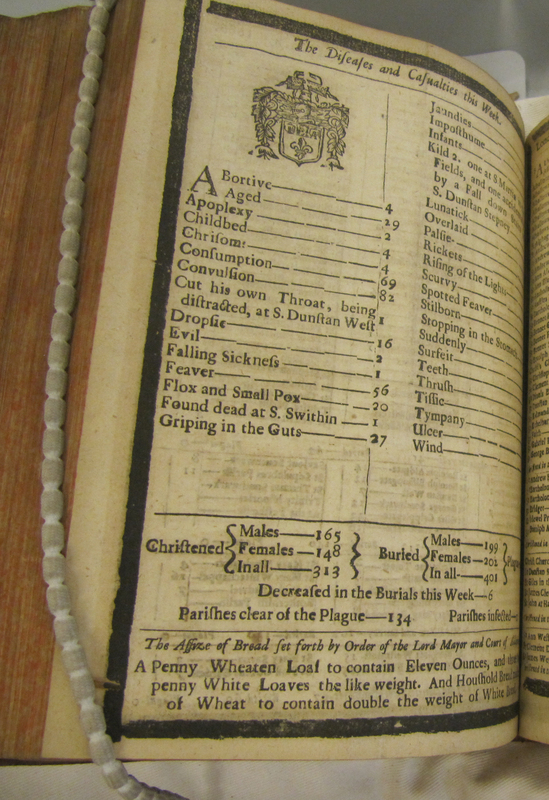 The Diſeaſes and Caſualties this Week.
ABortive 4
Aged 29
Apoplexy 2
Childbed 4
Chriſoms 4
Conſumption 69
Convulſion 82
Cut his own Throat, being
diſtracted, at S. Dunſtan Weſt 1
Dropſie 16
Evil 2
Falling Sickneſs 1
Feaver 56
Flox and Small Pox 20
Found dead at S. Swithin 1
Griping in the Guts 27
Jaundies
Impoſthume
Infants
Kild 2. one at S
Fields, and one
by a Fall down
S. Dunſtan Stepney
Lunatick
Overlaid
Palſie
Rickets
Riſing of the Lights
Scurvy
Spotted Feaver
Stilborn
Stopping in the Stomach
Suddenly
Surfeit
Teeth
Thruſh
Tiſſic
Tympany
Ulcer
Wind
Chriſtened Males 165 Females 148 In all 313 Buried Males 199 Females 202 In all 401
Decreaſed in the Burials this Week 6
Pariſhes clear of the Plague 134 Pariſhes infected
The Aſſize of Bread ſet forth by Order of the Lord Mayor and Court of
A Penny Wheaten Loaf to contain Eleven Ounces, and
penny White Loaves the like weight. And Houſhold Bread
of Wheat to contain double the weight of White